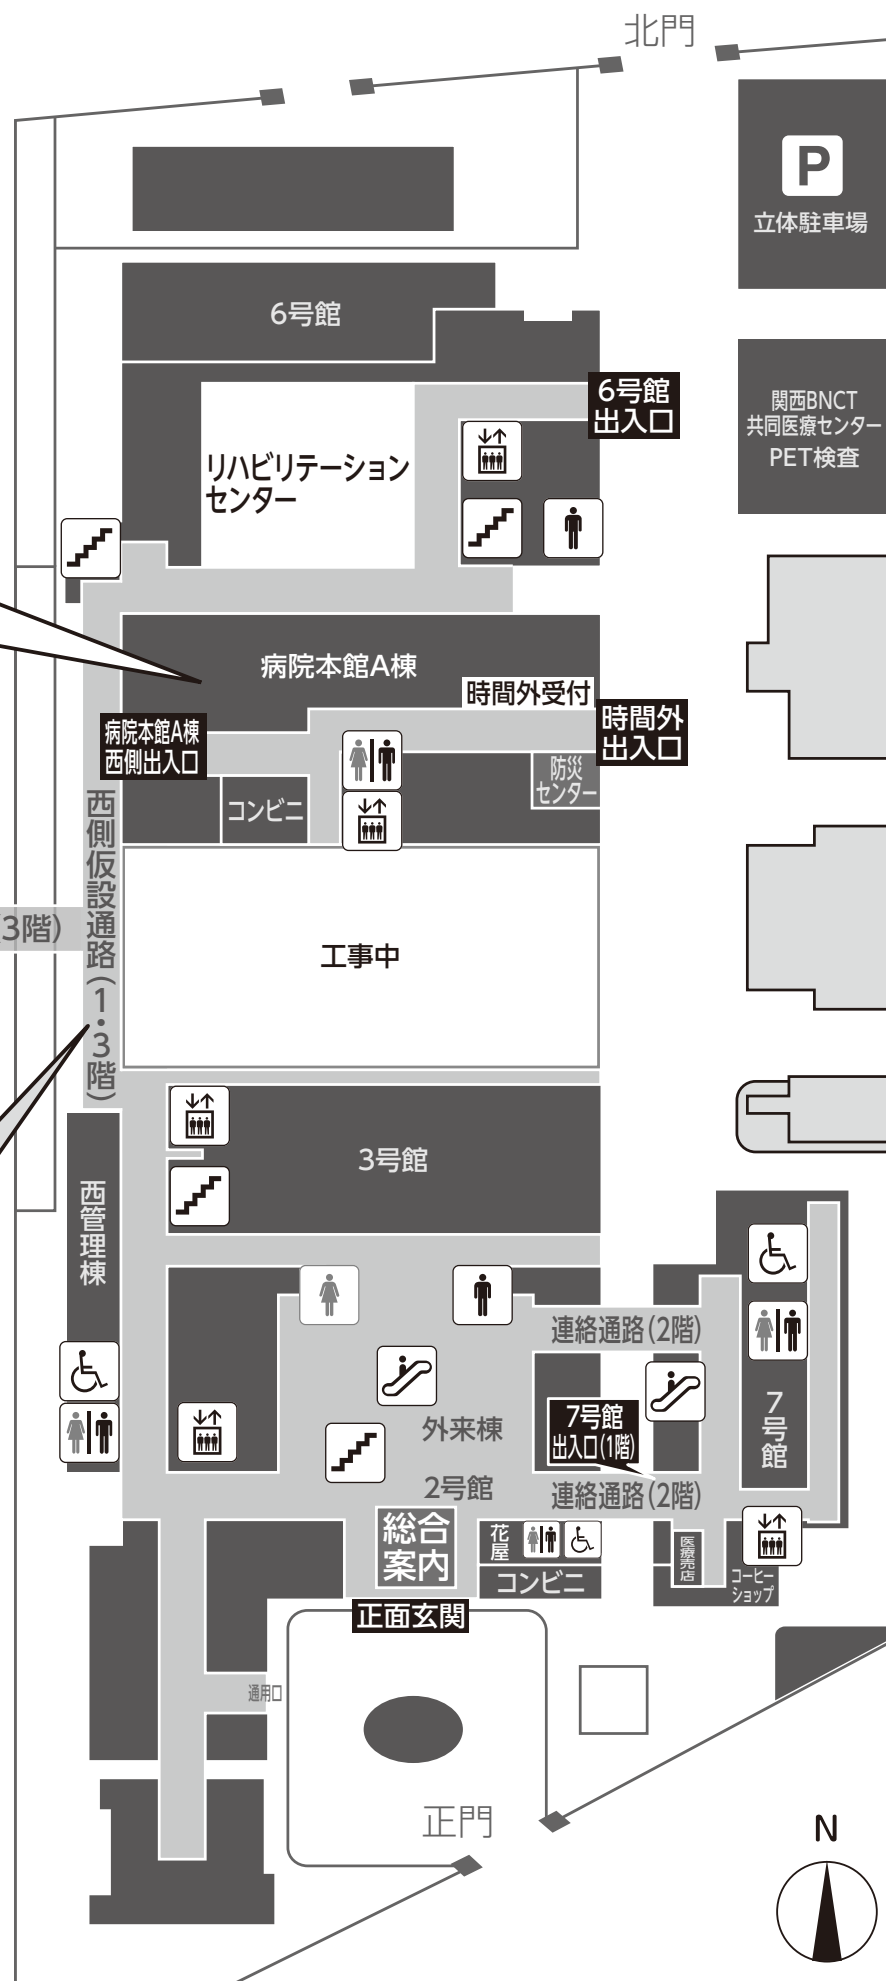 北門
P
立体駐車場
6号館
6号館
出入口
関西BNCT
共同医療センター
PET検査
リハビリテーション
センター
病院本館A棟
時間外受付
時間外
出入口
病院本館A棟
西側出入口
防災
センター
コンビニ
西側仮設通路(1・3階)
3階)
工事中
3号館
西管理棟
連絡通路(2階)
7号館
外来棟
7号館
出入口(1階)
2号館
連絡通路(2階)
総合
案内
花屋
コンビニ
医療売店
コーヒー
ショップ
正面玄関
通用口
正門
N